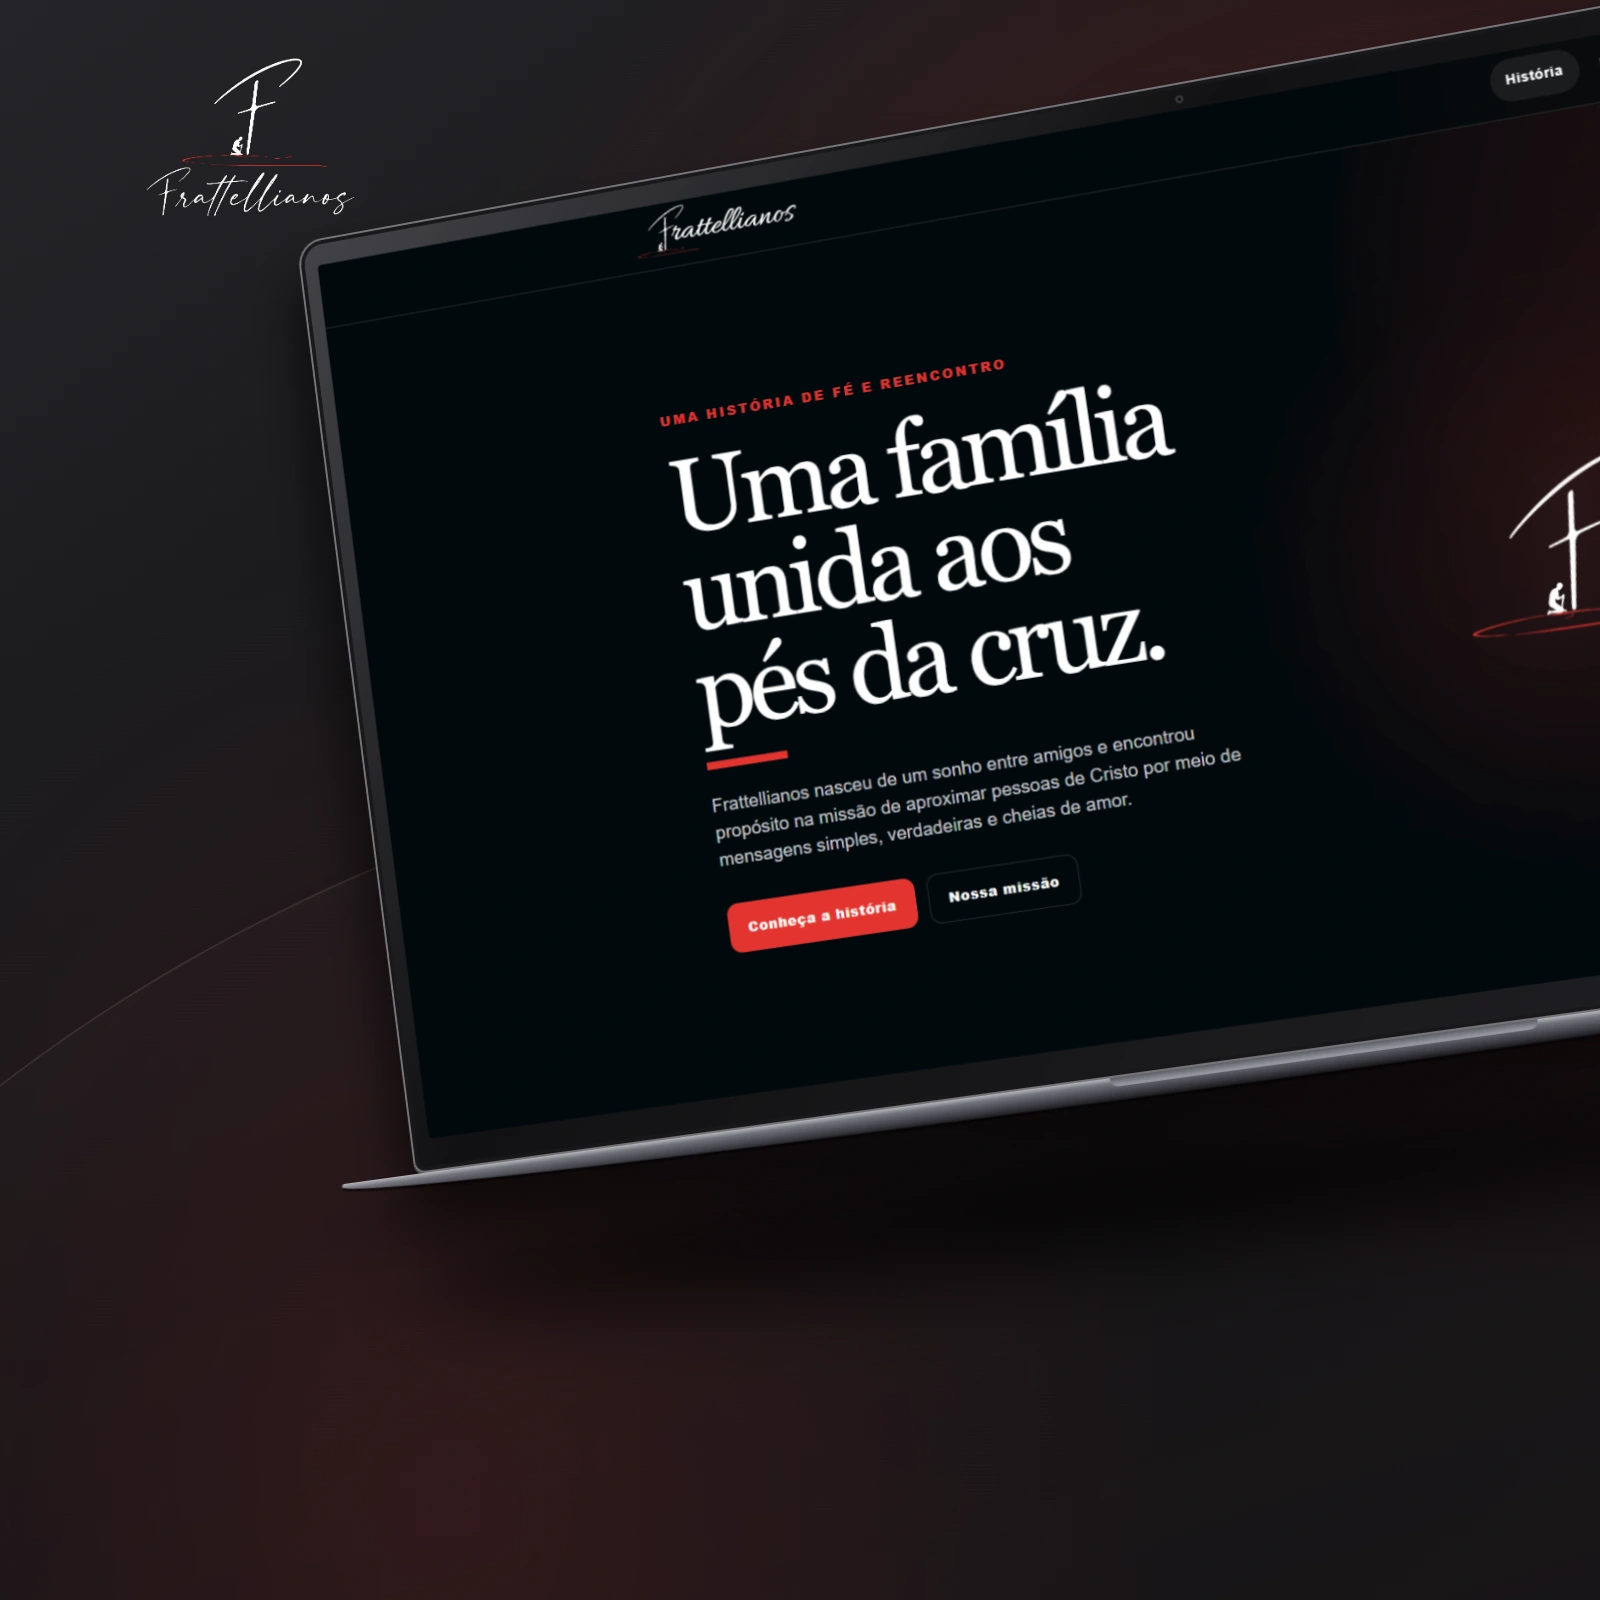 Frattellianos
História
Frattellianos
UMA HISTÓRIA DE FÉ E REENCONTRO
Uma família
unida aos
pés da cruz.
Frattellianos nasceu de um sonho entre amigos e encontrou
propósito na missão de aproximar pessoas de Cristo por meio de
mensagens simples, verdadeiras e cheias de amor.
Conheça a história
Nossa missão